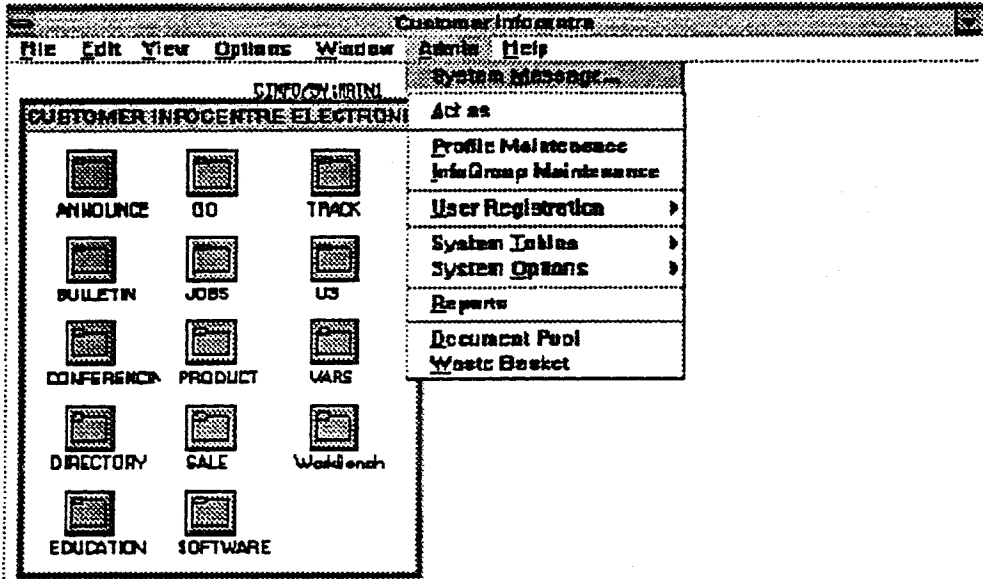 Customer Infocentre
File Edit View Options Window Admin Help
System Message...
CUSTOMER INFOCENTRE ELECTRONI
Act as
Profile Maintenance
InfoGroup Maintenance
User Registration
System Tables
System Options
Reports
Document Pool
Waste Basket
ANNOUNCE GO TRACK
BULLETIN JOBS U3
CONFERENCIN PRODUCT VARS
DIRECTORY SALE Workbench
EDUCATION SOFTWARE